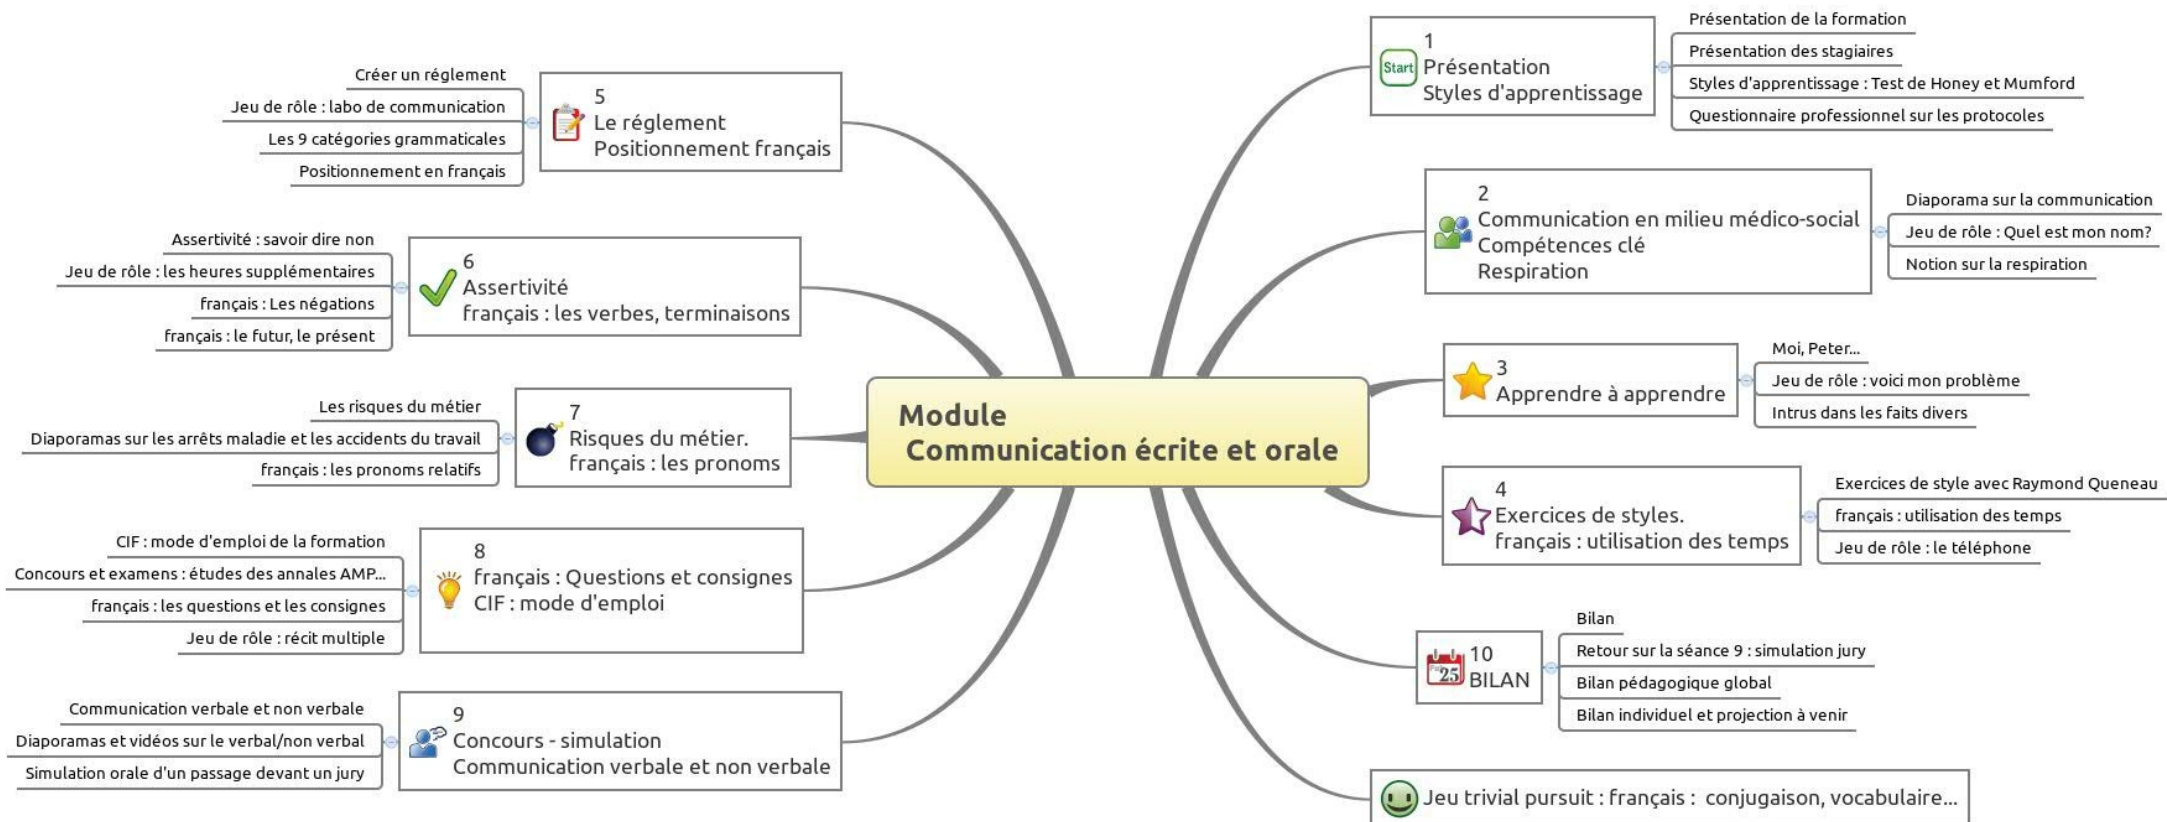 Module
Communication écrite et orale
1
Start
Présentation
Styles d'apprentissage
Présentation de la formation
Présentation des stagiaires
Styles d'apprentissage : Test de Honey et Mumford
Questionnaire professionnel sur les protocoles
2
Communication en milieu médico-social
Compétences clé
Respiration
Diaporama sur la communication
Jeu de rôle : Quel est mon nom?
Notion sur la respiration
3
Apprendre à apprendre
Moi, Peter...
Jeu de rôle : voici mon problème
Intrus dans les faits divers
4
Exercices de styles.
français : utilisation des temps
Exercices de style avec Raymond Queneau
français : utilisation des temps
Jeu de rôle : le téléphone
5
Le réglement
Positionnement français
Créer un réglement
Jeu de rôle : labo de communication
Les 9 catégories grammaticales
Positionnement en français
6
Assertivité
français : les verbes, terminaisons
Assertivité : savoir dire non
Jeu de rôle : les heures supplémentaires
français : Les négations
français : le futur, le présent
7
Risques du métier.
français : les pronoms
Les risques du métier
Diaporamas sur les arrêts maladie et les accidents du travail
français : les pronoms relatifs
8
français : Questions et consignes
CIF : mode d'emploi
CIF : mode d'emploi de la formation
Concours et examens : études des annales AMP...
français : les questions et les consignes
Jeu de rôle : récit multiple
9
Concours - simulation
Communication verbale et non verbale
Communication verbale et non verbale
Diaporamas et vidéos sur le verbal/non verbal
Simulation orale d'un passage devant un jury
10
25
BILAN
Bilan
Retour sur la séance 9 : simulation jury
Bilan pédagogique global
Bilan individuel et projection à venir
Jeu trivial pursuit : français : conjugaison, vocabulaire...